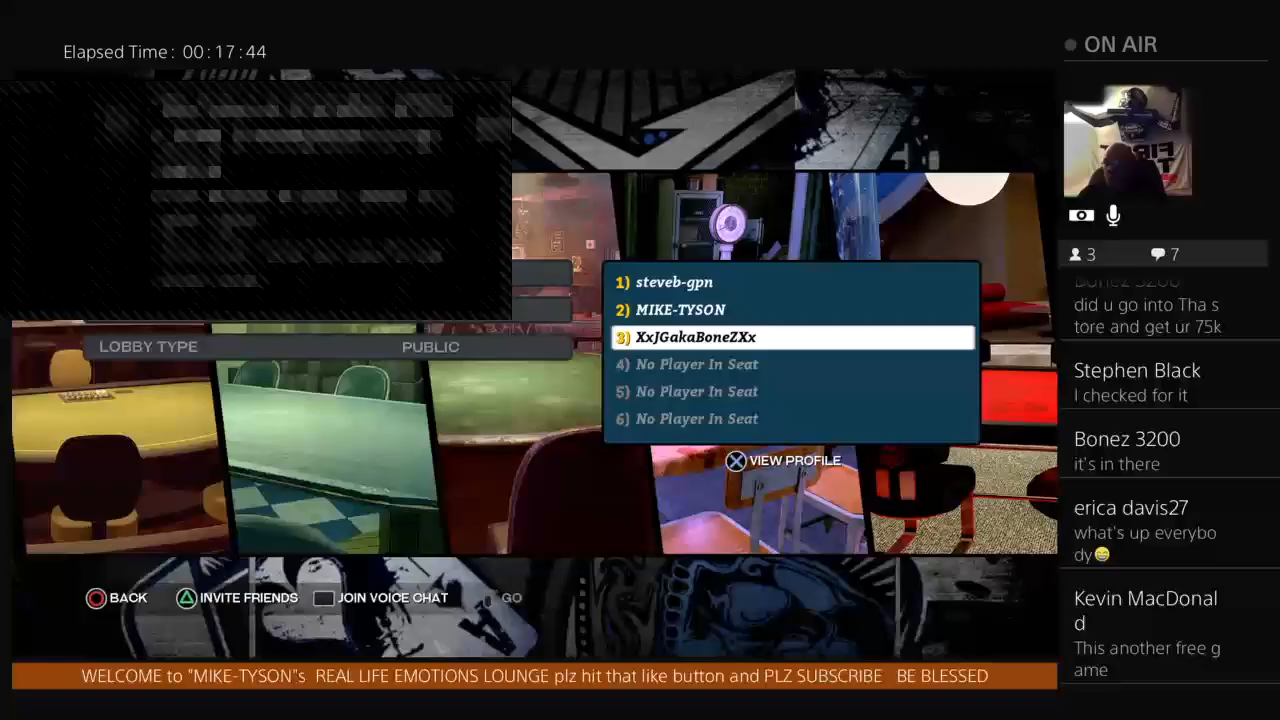 Elapsed Time: 00:17:44
ON AIR
3
7
Bonez 3200
did u go into Tha s
tore and get ur 75k
Stephen Black
I checked for it
Bonez 3200
it's in there
erica davis27
what's up everybo
dy😄
Kevin MacDonal
d
This another free g
ame
1) steveb-gpn
2) MIKE-TYSON
3) XxJGakaBoneZXx
4) No Player In Seat
5) No Player In Seat
6) No Player In Seat
LOBBY TYPE PUBLIC
VIEW PROFILE
BACK INVITE FRIENDS JOIN VOICE CHAT GO
WELCOME to "MIKE-TYSON"s REAL LIFE EMOTIONS LOUNGE plz hit that like button and PLZ SUBSCRIBE BE BLESSED